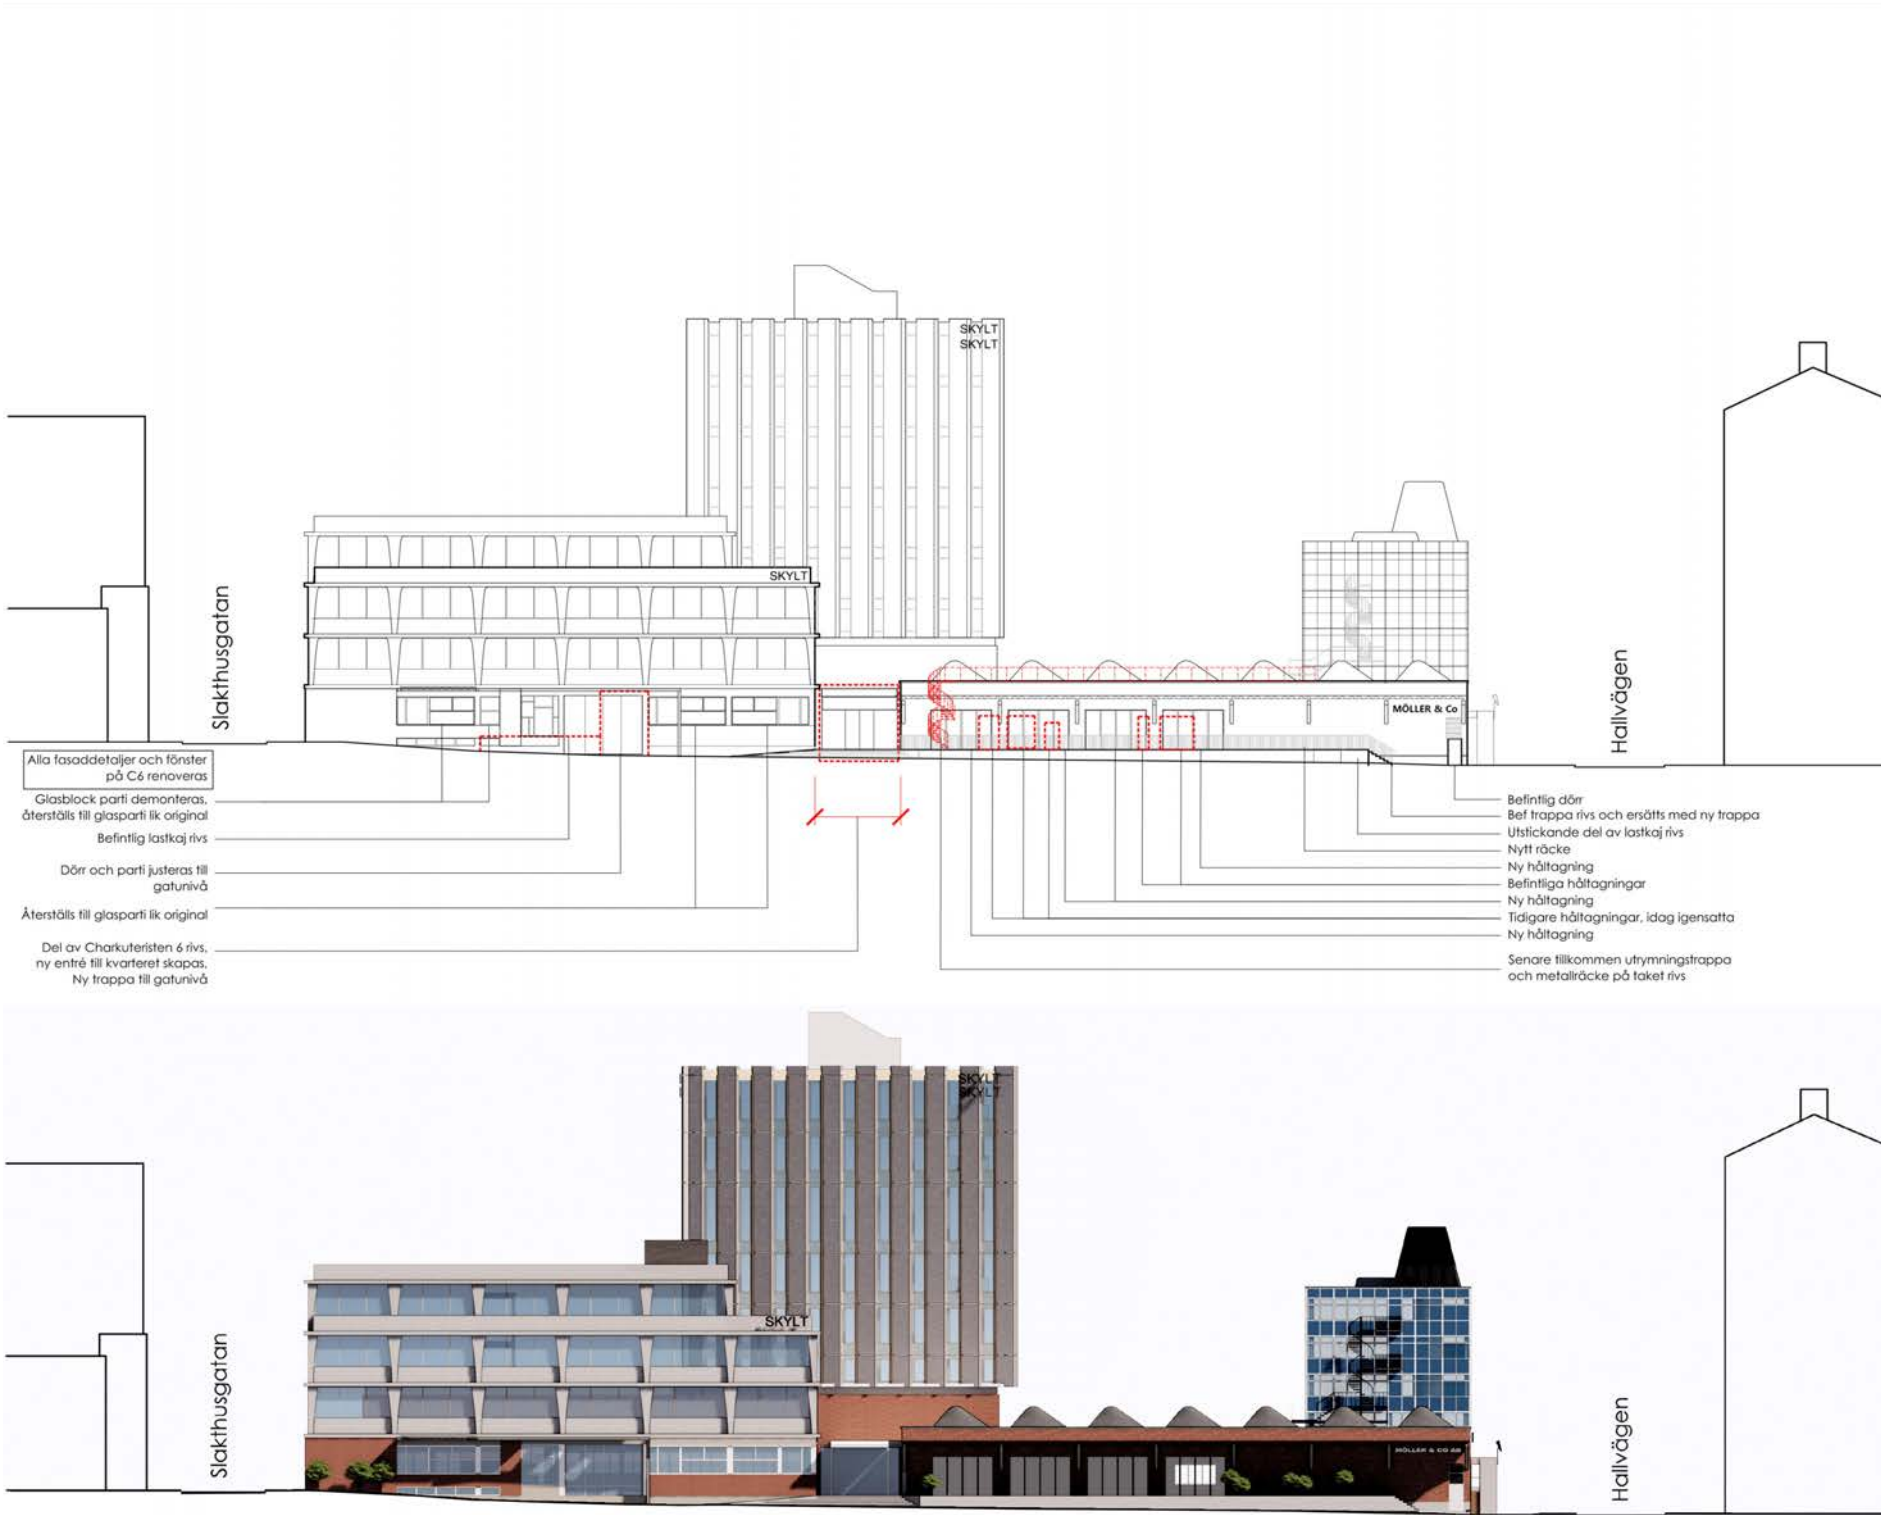 SKYLT
SKYLT
SKYLT
MÖLLER & Co
Slakthusgatan
Hallvägen
Alla fasaddetaljer och fönster
på C6 renoveras
Glasblock parti demonteras,
återställs till glasparti lik original
Befintlig lastkaj rivs
Dörr och parti justeras till
gatunivå
Återställs till glasparti lik original
Del av Charkuteristen 6 rivs,
ny entré till kvarteret skapas,
Ny trappa till gatunivå
Befintlig dörr
Bef trappa rivs och ersätts med ny trappa
Utstickande del av lastkaj rivs
Nytt räcke
Ny håltagning
Befintliga håltagningar
Ny håltagning
Tidigare håltagningar, idag igensatta
Ny håltagning
Senare tillkommen utrymningstrappa
och metallräcke på taket rivs
SKYLT
SKYLT
SKYLT
MÖLLER & CO AB
Slakthusgatan
Hallvägen